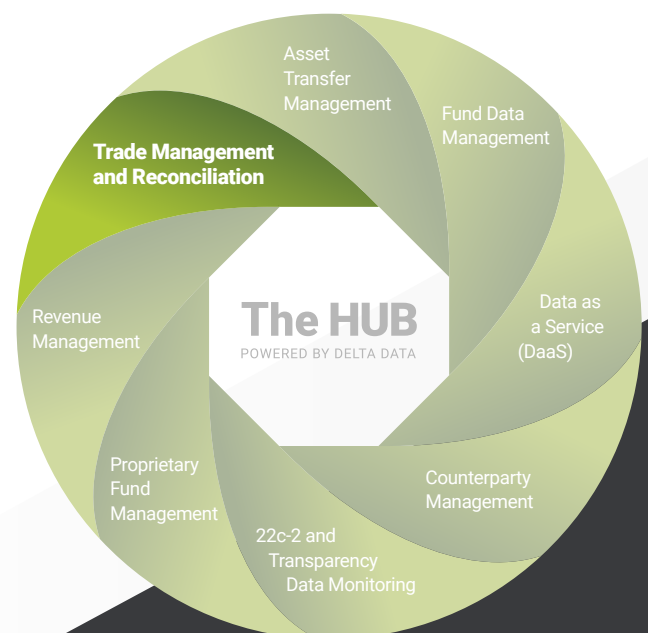 Asset
Transfer
Management
Fund Data
Management
Trade Management
and Reconciliation
Data as
a Service
(DaaS)
The HUB
POWERED BY DELTA DATA
Revenue
Management
Counterparty
Management
Proprietary
Fund
Management
22c-2 and
Transparency
Data Monitoring